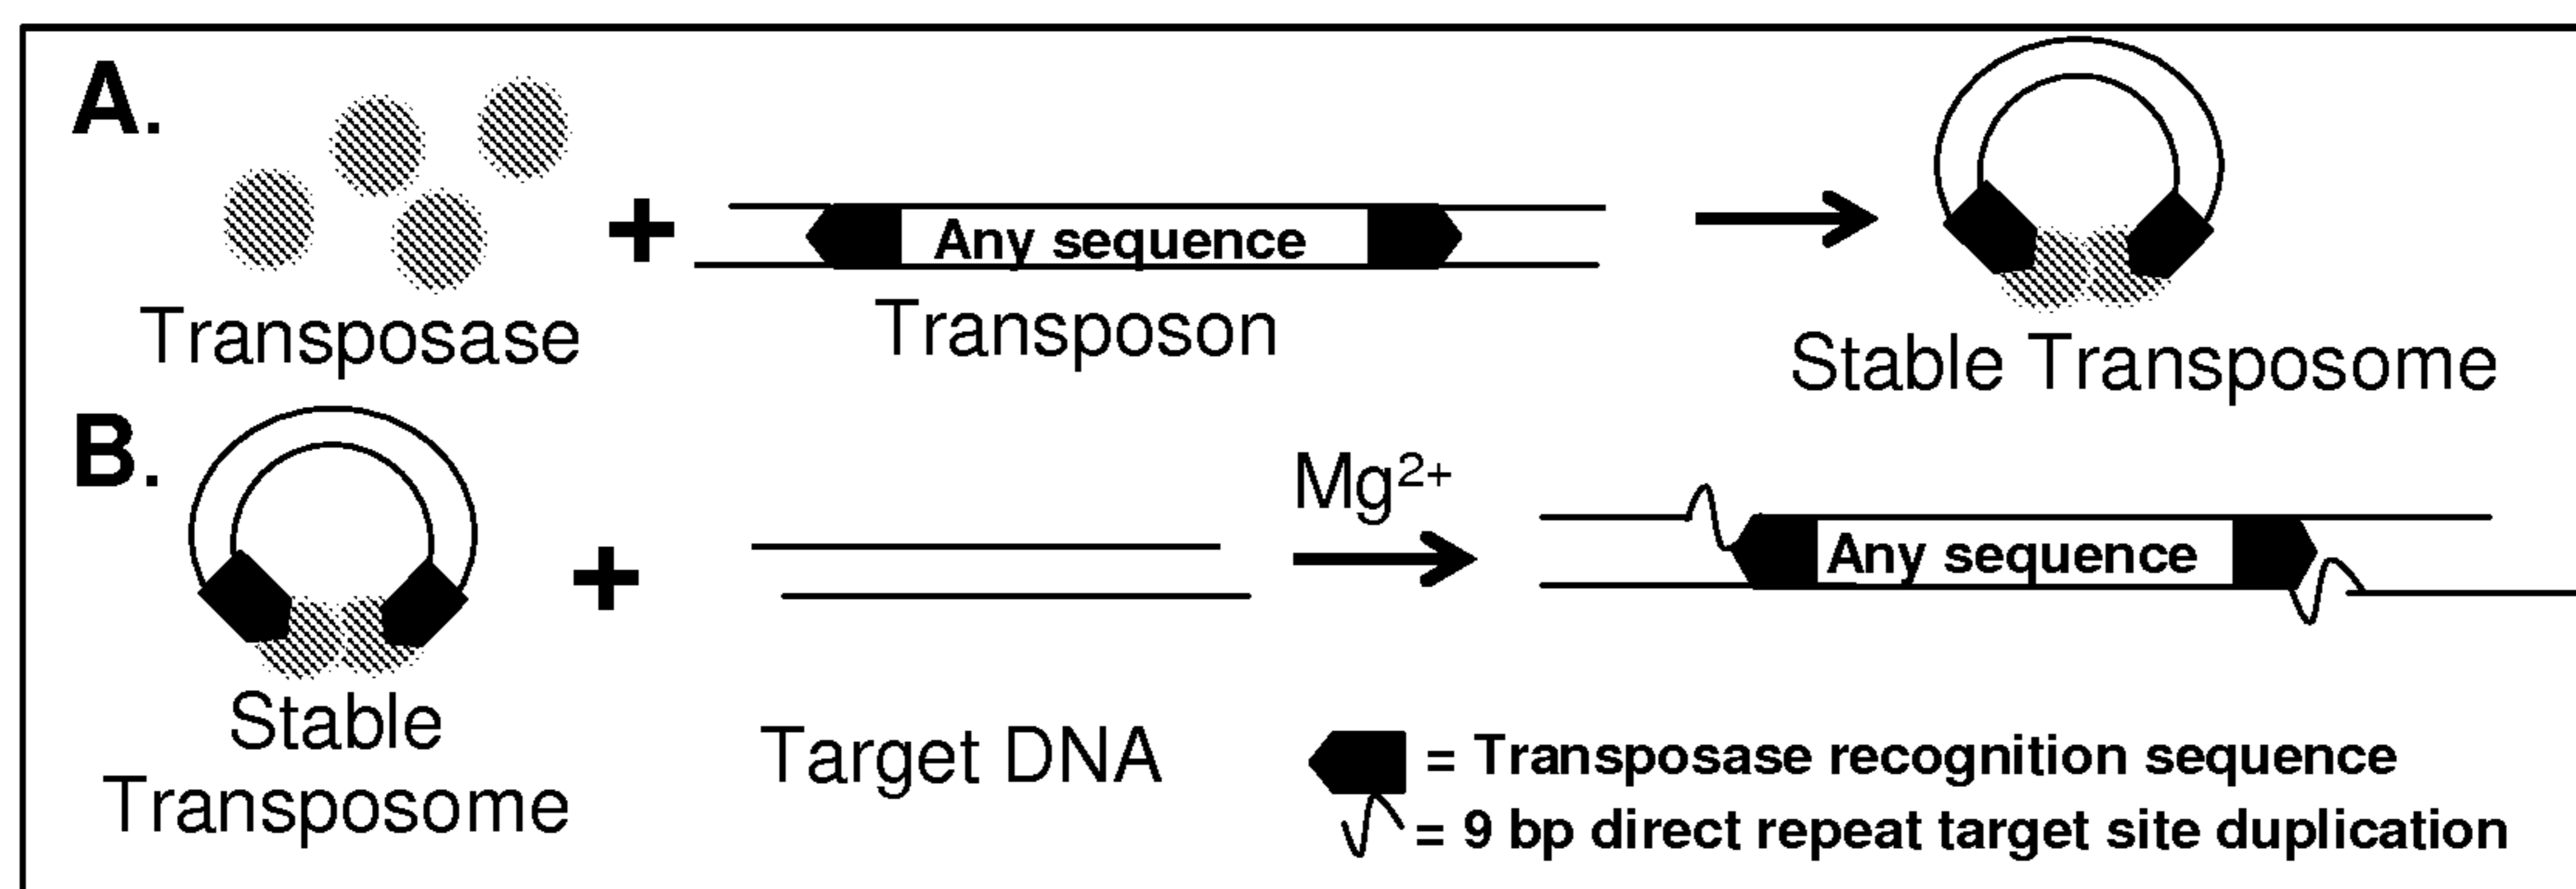 A.
+
Any sequence
Transposase
Transposon
Stable Transposome
B.
+
Mg²⁺
Any sequence
Stable
Transposome
Target DNA
= Transposase recognition sequence
= 9 bp direct repeat target site duplication